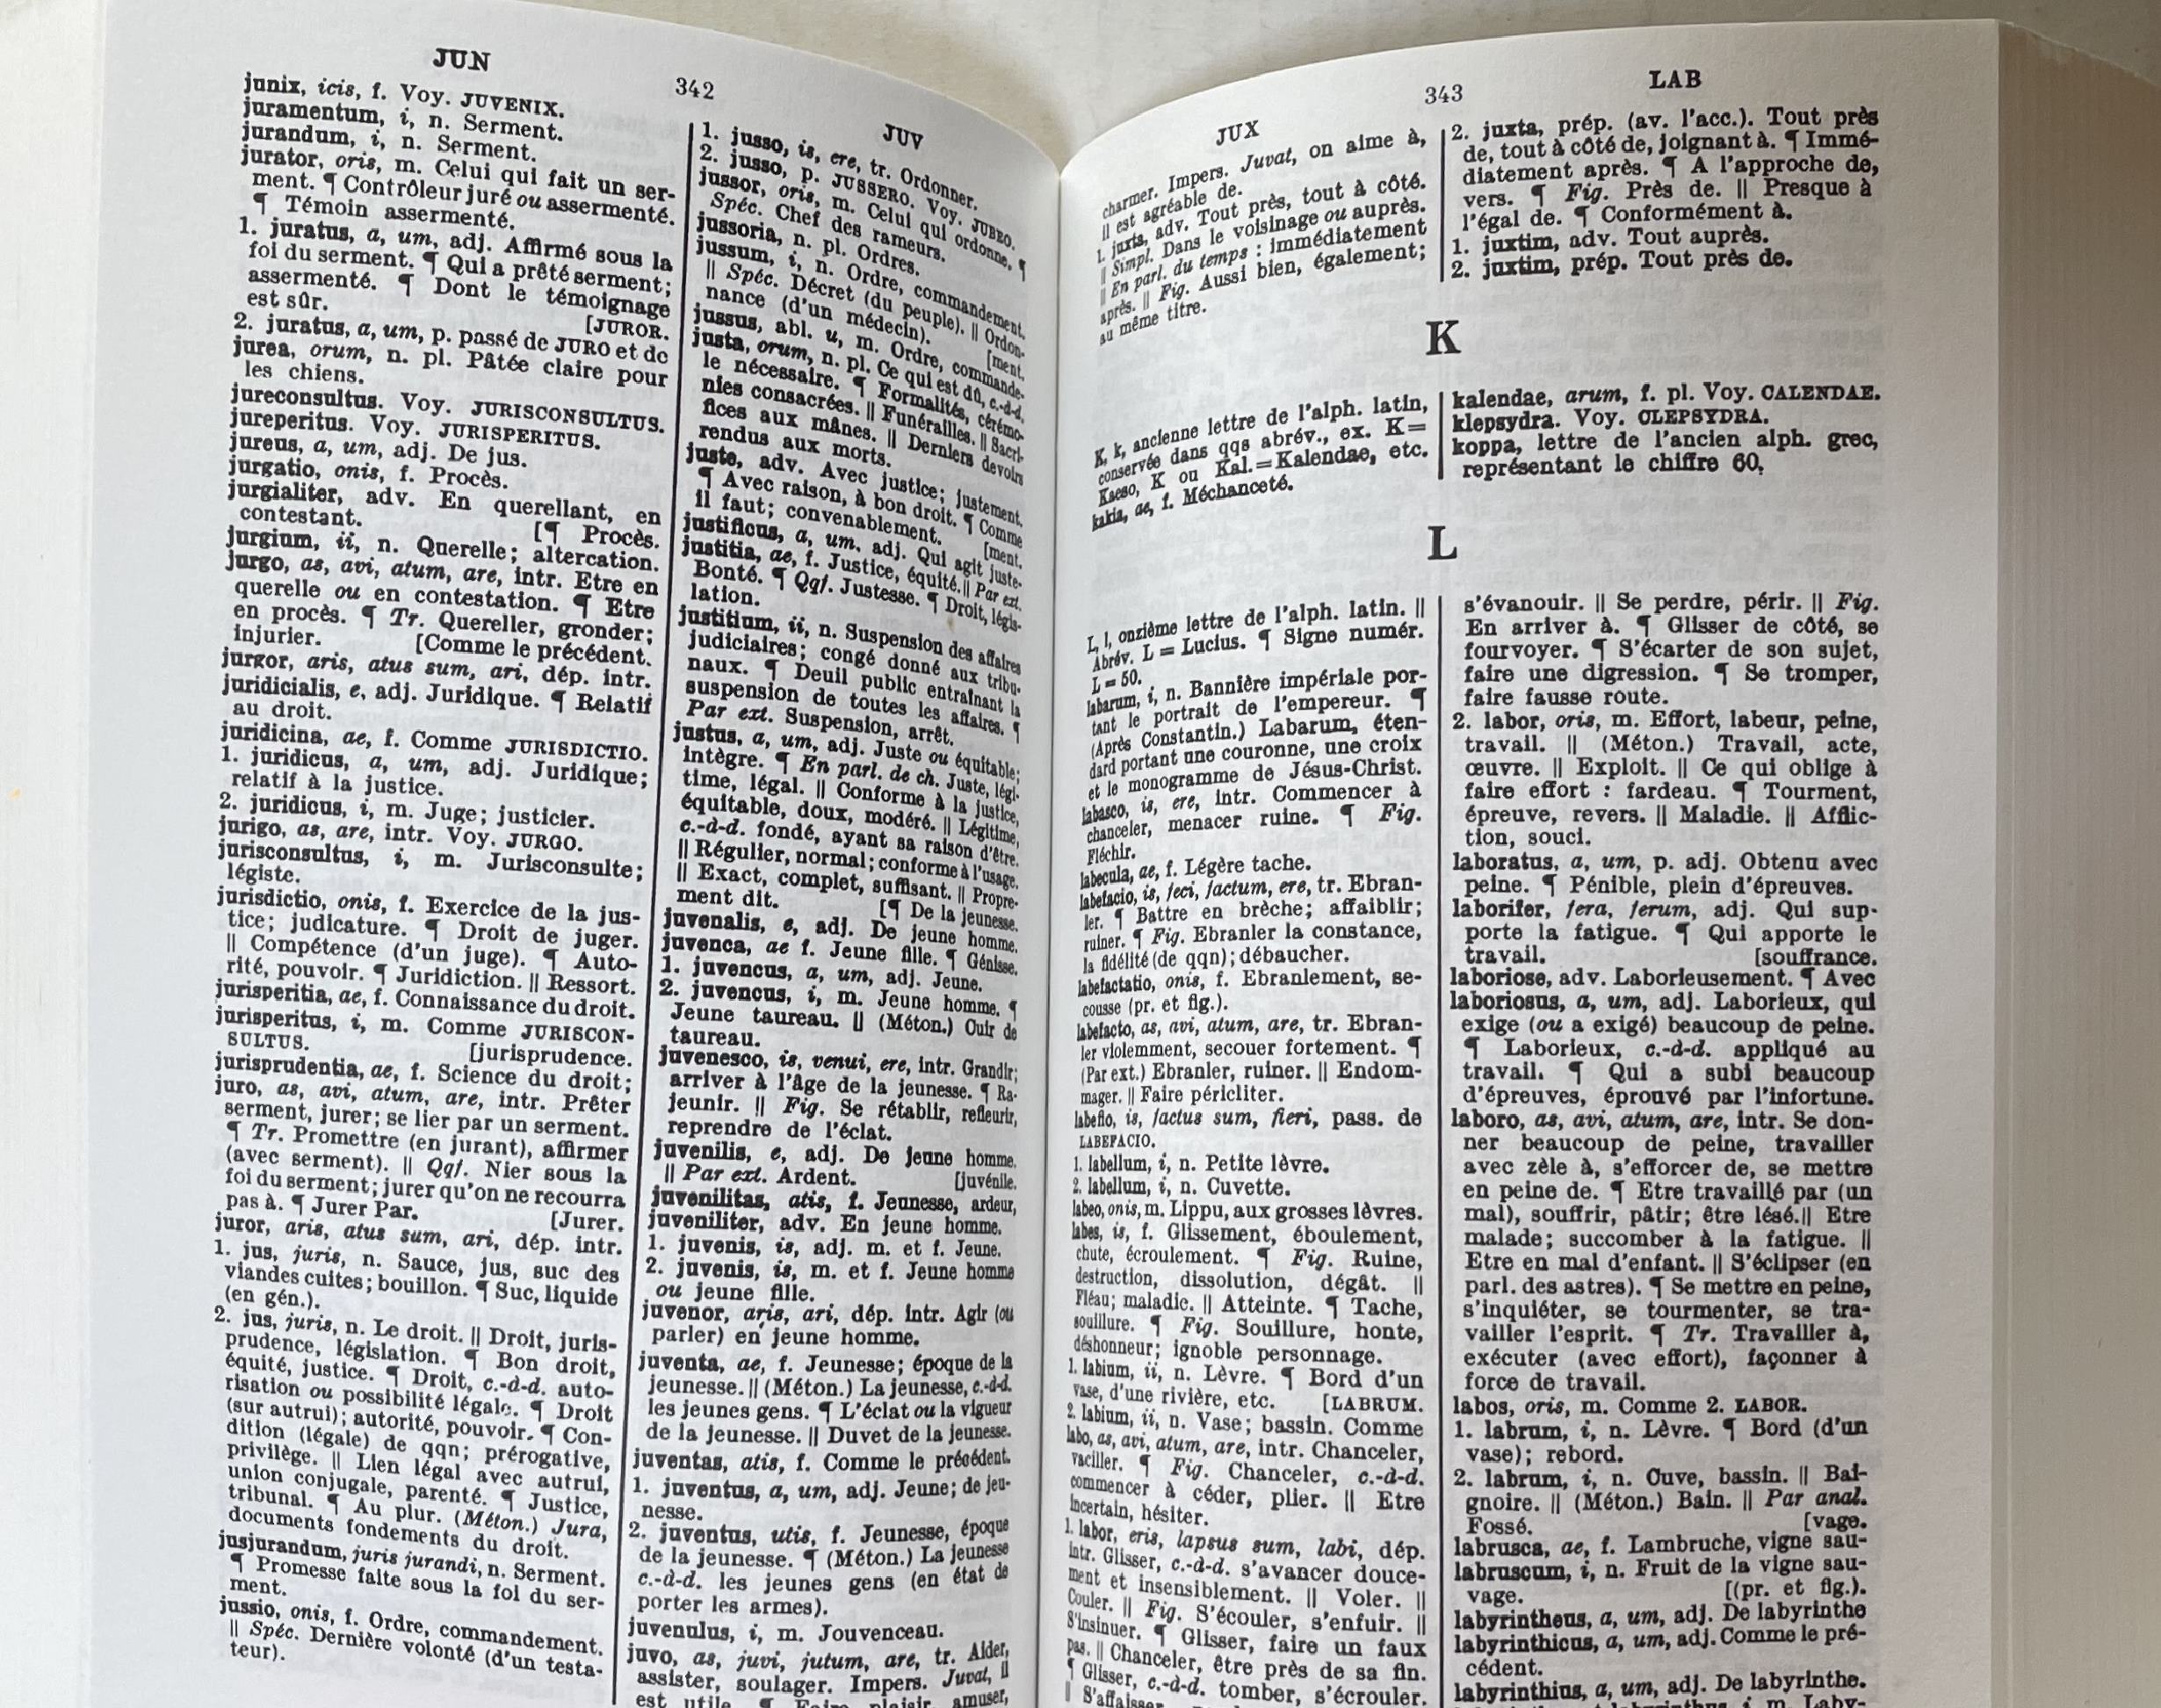 JUN
342
JUV
junix, icis, f. Voy. JUVENIX.
juramentum, i, n. Serment.
jurandum, i, n. Serment.
jurator, oris, m. Celui qui fait un ser-
ment. ¶ Contrôleur juré ou assermenté.
¶ Témoin assermenté.
1. juratus, a, um, adj. Affirmé sous la
foi du serment. ¶ Qui a prêté serment;
assermenté. ¶ Dont le témoignage
est sûr. [JUROR.
2. juratus, a, um, p. passé de JURO et de
jurea, orum, n. pl. Pâtée claire pour
les chiens.
jureconsultus. Voy. JURISCONSULTUS.
jureperitus. Voy. JURISPERITUS.
jureus, a, um, adj. De jus.
jurgatio, onis, f. Procès.
jurgialiter, adv. En querellant, en
contestant. [¶ Procès.
jurgium, ii, n. Querelle; altercation.
jurgo, as, avi, atum, are, intr. Etre en
querelle ou en contestation. ¶ Etre
en procès. ¶ Tr. Quereller, gronder;
injurier. [Comme le précédent.
jurgor, aris, atus sum, ari, dép. intr.
juridicialis, e, adj. Juridique. ¶ Relatif
au droit.
juridicina, ae, f. Comme JURISDICTIO.
1. juridicus, a, um, adj. Juridique;
relatif à la justice.
2. juridicus, i, m. Juge; justicier.
jurigo, as, are, intr. Voy. JURGO.
jurisconsultus, i, m. Jurisconsulte;
légiste.
jurisdictio, onis, f. Exercice de la jus-
tice; judicature. ¶ Droit de juger.
|| Compétence (d'un juge). ¶ Auto-
rité, pouvoir. ¶ Juridiction. || Ressort.
jurisperitia, ae, f. Connaissance du droit.
jurisperitus, i, m. Comme JURISCON-
SULTUS. [jurisprudence.
jurisprudentia, ae, f. Science du droit;
juro, as, avi, atum, are, intr. Prêter
serment, jurer; se lier par un serment.
¶ Tr. Promettre (en jurant), affirmer
(avec serment). || Qqf. Nier sous la
foi du serment; jurer qu'on ne recourra
pas à. ¶ Jurer Par. [Jurer.
juror, aris, atus sum, ari, dép. intr.
1. jus, juris, n. Sauce, jus, suc des
viandes cuites; bouillon. ¶ Suc, liquide
(en gén.).
2. jus, juris, n. Le droit. || Droit, juris-
prudence, législation. ¶ Bon droit,
équité, justice. ¶ Droit, c.-à-d. auto-
risation ou possibilité légale. ¶ Droit
(sur autrui); autorité, pouvoir. ¶ Con-
dition (légale) de qqn; prérogative,
privilège. || Lien légal avec autrui,
union conjugale, parenté. ¶ Justice,
tribunal. ¶ Au plur. (Méton.) Jura,
documents fondements du droit.
jusjurandum, juris jurandi, n. Serment.
¶ Promesse faite sous la foi du ser-
ment.
jussio, onis, f. Ordre, commandement.
|| Spéc. Dernière volonté (d'un testa-
teur).
1. jusso, is, ere, tr. Ordonner.
2. jusso, p. JUSSERO. Voy. JUBEO.
jussor, oris, m. Celui qui ordonne. ¶
Spéc. Chef des rameurs.
jussoria, n. pl. Ordres.
jussum, i, n. Ordre, commandement.
|| Spéc. Décret (du peuple). || Ordon-
nance (d'un médecin). [ment.
jussus, abl. u, m. Ordre, commande-
justa, orum, n. pl. Ce qui est dû, c.-à-d.
le nécessaire. ¶ Formalités, cérémo-
nies consacrées. || Funérailles. || Sacri-
fices aux mânes. || Derniers devoirs
rendus aux morts.
juste, adv. Avec justice; justement.
¶ Avec raison, à bon droit. ¶ Comme
il faut; convenablement. [ment.
justificus, a, um. adj. Qui agit juste-
justitia, ae, f. Justice, équité. || Par ext.
Bonté. ¶ Qqf. Justesse. ¶ Droit, légis-
lation.
justitium, ii, n. Suspension des affaires
judiciaires; congé donné aux tribu-
naux. ¶ Deuil public entraînant la
suspension de toutes les affaires. ¶
Par ext. Suspension, arrêt.
justus, a, um, adj. Juste ou équitable;
intègre. ¶ En parl. de ch. Juste, légi-
time, légal. || Conforme à la justice,
équitable, doux, modéré. || Légitime,
c.-à-d. fondé, ayant sa raison d'être.
|| Régulier, normal; conforme à l'usage.
|| Exact, complet, suffisant. || Propre-
ment dit. [¶ De la jeunesse.
juvenalis, e, adj. De jeune homme.
juvenca, ae f. Jeune fille. ¶ Génisse.
1. juvencus, a, um, adj. Jeune.
2. juvencus, i, m. Jeune homme. ¶
Jeune taureau. || (Méton.) Cuir de
taureau.
juvenesco, is, venui, ere, intr. Grandir;
arriver à l'âge de la jeunesse. ¶ Ra-
jeunir. || Fig. Se rétablir, refleurir,
reprendre de l'éclat.
juvenilis, e, adj. De jeune homme.
|| Par ext. Ardent. [juvénile.
juvenilitas, atis, f. Jeunesse, ardeur,
juveniliter, adv. En jeune homme.
1. juvenis, is, adj. m. et f. Jeune.
2. juvenis, is, m. et f. Jeune homme
ou jeune fille.
juvenor, aris, ari, dép. intr. Agir (ou
parler) en jeune homme.
juventa, ae, f. Jeunesse; époque de la
jeunesse. || (Méton.) La jeunesse, c.-à-d.
les jeunes gens. ¶ L'éclat ou la vigueur
de la jeunesse. || Duvet de la jeunesse.
juventas, atis, f. Comme le précédent.
1. juventus, a, um, adj. Jeune; de jeu-
nesse.
2. juventus, utis, f. Jeunesse, époque
de la jeunesse. ¶ (Méton.) La jeunesse
c.-à-d. les jeunes gens (en état de
porter les armes).
juvenulus, i, m. Jouvenceau.
juvo, as, juvi, jutum, are, tr. Aider,
assister, soulager. Impers. Juvat, il
est utile. ¶ Faire plaisir, amuser,
JUX
343
LAB
charmer. Impers. Juvat, on aime à,
il est agréable de.
1. juxta, adv. Tout près, tout à côté.
|| Simpl. Dans le voisinage ou auprès.
|| En parl. du temps : immédiatement
après. || Fig. Aussi bien, également;
au même titre.
2. juxta, prép. (av. l'acc.). Tout près
de, tout à côté de, joignant à. ¶ Immé-
diatement après. ¶ A l'approche de,
vers. ¶ Fig. Près de. || Presque à
l'égal de. ¶ Conformément à.
1. juxtim, adv. Tout auprès.
2. juxtim, prép. Tout près de.
K
K, k, ancienne lettre de l'alph. latin,
conservée dans qqs abrév., ex. K=
Kaeso, K ou Kal.=Kalendae, etc.
kakia, ae, f. Méchanceté.
kalendae, arum, f. pl. Voy. CALENDAE.
klepsydra. Voy. CLEPSYDRA.
koppa, lettre de l'ancien alph. grec,
représentant le chiffre 60.
L
L, l, onzième lettre de l'alph. latin. ||
Abrév. L = Lucius. ¶ Signe numér.
L = 50.
labarum, i, n. Bannière impériale por-
tant le portrait de l'empereur. ¶
(Après Constantin.) Labarum, éten-
dard portant une couronne, une croix
et le monogramme de Jésus-Christ.
labasco, is, ere, intr. Commencer à
chanceler, menacer ruine. ¶ Fig.
Fléchir.
labecula, ae, f. Légère tache.
labefacio, is, feci, factum, ere, tr. Ebran-
ler. ¶ Battre en brèche; affaiblir;
ruiner. ¶ Fig. Ebranler la constance,
la fidélité (de qqn); débaucher.
labefactatio, onis, f. Ebranlement, se-
cousse (pr. et fig.).
labefacto, as, avi, atum, are, tr. Ebran-
ler violemment, secouer fortement. ¶
(Par ext.) Ebranler, ruiner. || Endom-
mager. || Faire péricliter.
labefio, is, factus sum, fieri, pass. de
LABEFACIO.
1. labellum, i, n. Petite lèvre.
2. labellum, i, n. Cuvette.
labeo, onis, m. Lippu, aux grosses lèvres.
labes, is, f. Glissement, éboulement,
chute, écroulement. ¶ Fig. Ruine,
destruction, dissolution, dégât. ||
Fléau; maladie. || Atteinte. ¶ Tache,
souillure. ¶ Fig. Souillure, honte,
déshonneur; ignoble personnage.
1. labium, ii, n. Lèvre. ¶ Bord d'un
vase, d'une rivière, etc. [LABRUM.
2. labium, ii, n. Vase; bassin. Comme
labo, as, avi, atum, are, intr. Chanceler,
vaciller. ¶ Fig. Chanceler, c.-à-d.
commencer à céder, plier. || Etre
incertain, hésiter.
1. labor, eris, lapsus sum, labi, dép.
intr. Glisser, c.-à-d. s'avancer douce-
ment et insensiblement. || Voler. ||
Couler. || Fig. S'écouler, s'enfuir. ||
S'insinuer. ¶ Glisser, faire un faux
pas. || Chanceler, être près de sa fin.
¶ Glisser, c.-à-d. tomber, s'écrouler.
|| S'affaisser
s'évanouir. || Se perdre, périr. || Fig.
En arriver à. ¶ Glisser de côté, se
fourvoyer. ¶ S'écarter de son sujet,
faire une digression. ¶ Se tromper,
faire fausse route.
2. labor, oris, m. Effort, labeur, peine,
travail. || (Méton.) Travail, acte,
œuvre. || Exploit. || Ce qui oblige à
faire effort : fardeau. ¶ Tourment,
épreuve, revers. || Maladie. || Afflic-
tion, souci.
laboratus, a, um, p. adj. Obtenu avec
peine. ¶ Pénible, plein d'épreuves.
laborifer, fera, ferum, adj. Qui sup-
porte la fatigue. ¶ Qui apporte le
travail. [souffrance.
laboriose, adv. Laborieusement. ¶ Avec
laboriosus, a, um, adj. Laborieux, qui
exige (ou a exigé) beaucoup de peine.
¶ Laborieux, c.-à-d. appliqué au
travail. ¶ Qui a subi beaucoup
d'épreuves, éprouvé par l'infortune.
laboro, as, avi, atum, are, intr. Se don-
ner beaucoup de peine, travailler
avec zèle à, s'efforcer de, se mettre
en peine de. ¶ Etre travaillé par (un
mal), souffrir, pâtir; être lésé. || Etre
malade; succomber à la fatigue. ||
Etre en mal d'enfant. || S'éclipser (en
parl. des astres). ¶ Se mettre en peine,
s'inquiéter, se tourmenter, se tra-
vailler l'esprit. ¶ Tr. Travailler à,
exécuter (avec effort), façonner à
force de travail.
labos, oris, m. Comme 2. LABOR.
1. labrum, i, n. Lèvre. ¶ Bord (d'un
vase); rebord.
2. labrum, i, n. Cuve, bassin. || Bai-
gnoire. || (Méton.) Bain. || Par anal.
Fossé. [vage.
labrusca, ae, f. Lambruche, vigne sau-
labruscum, i, n. Fruit de la vigne sau-
vage. [(pr. et fig.).
labyrintheus, a, um, adj. De labyrinthe
labyrinthicus, a, um, adj. Comme le pré-
cédent.
labyrinthius, a, um, adj. De labyrinthe.
i, m. Laby-